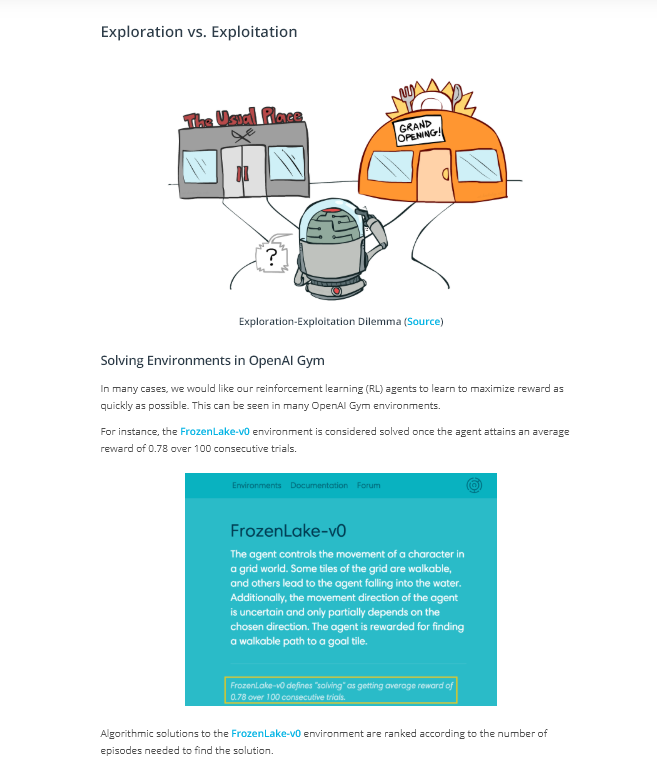 Exploration vs. Exploitation
The Usual Place
GRAND
OPENING!
?
Exploration-Exploitation Dilemma (Source)
Solving Environments in OpenAI Gym
In many cases, we would like our reinforcement learning (RL) agents to learn to maximize reward as
quickly as possible. This can be seen in many OpenAI Gym environments.
For instance, the FrozenLake-v0 environment is considered solved once the agent attains an average
reward of 0.78 over 100 consecutive trials.
Environments Documentation Forum
FrozenLake-v0
The agent controls the movement of a character in
a grid world. Some tiles of the grid are walkable,
and others lead to the agent falling into the water.
Additionally, the movement direction of the agent
is uncertain and only partially depends on the
chosen direction. The agent is rewarded for finding
a walkable path to a goal tile.
FrozenLake-v0 defines "solving" as getting average reward of
0.78 over 100 consecutive trials.
Algorithmic solutions to the FrozenLake-v0 environment are ranked according to the number of
episodes needed to find the solution.